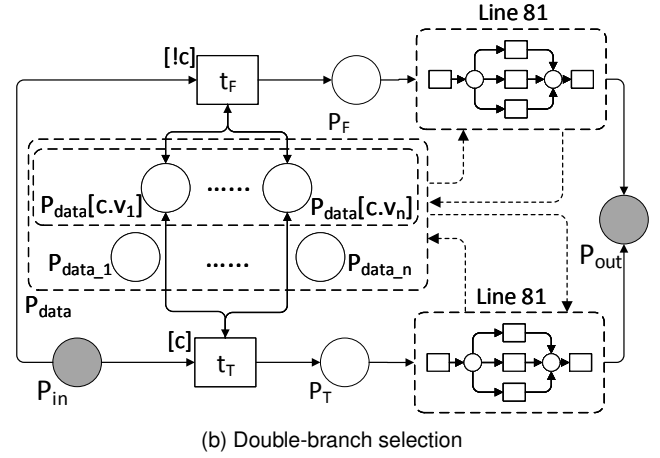 Line 81
[!c]
t_F
P_F
P_data[c.v_1]
......
P_data[c.v_n]
P_data_1
......
P_data_n
P_out
P_data
Line 81
[c]
t_T
P_in
P_T
(b) Double-branch selection